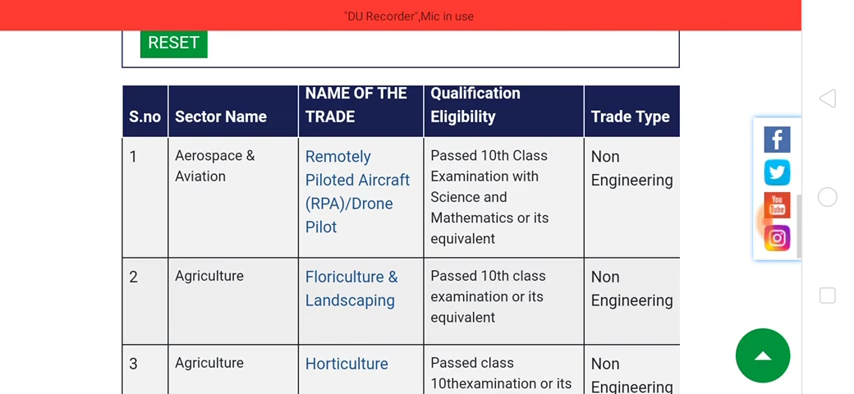 "DU Recorder",Mic in use
RESET
S.no
Sector Name
NAME OF THE
TRADE
Qualification
Eligibility
Trade Type
1
Aerospace &
Aviation
Remotely
Piloted Aircraft
(RPA)/Drone
Pilot
Passed 10th Class
Examination with
Science and
Mathematics or its
equivalent
Non
Engineering
2
Agriculture
Floriculture &
Landscaping
Passed 10th class
examination or its
equivalent
Non
Engineering
3
Agriculture
Horticulture
Passed class
10thexamination or its
Non
Engineering
f
You
Tube